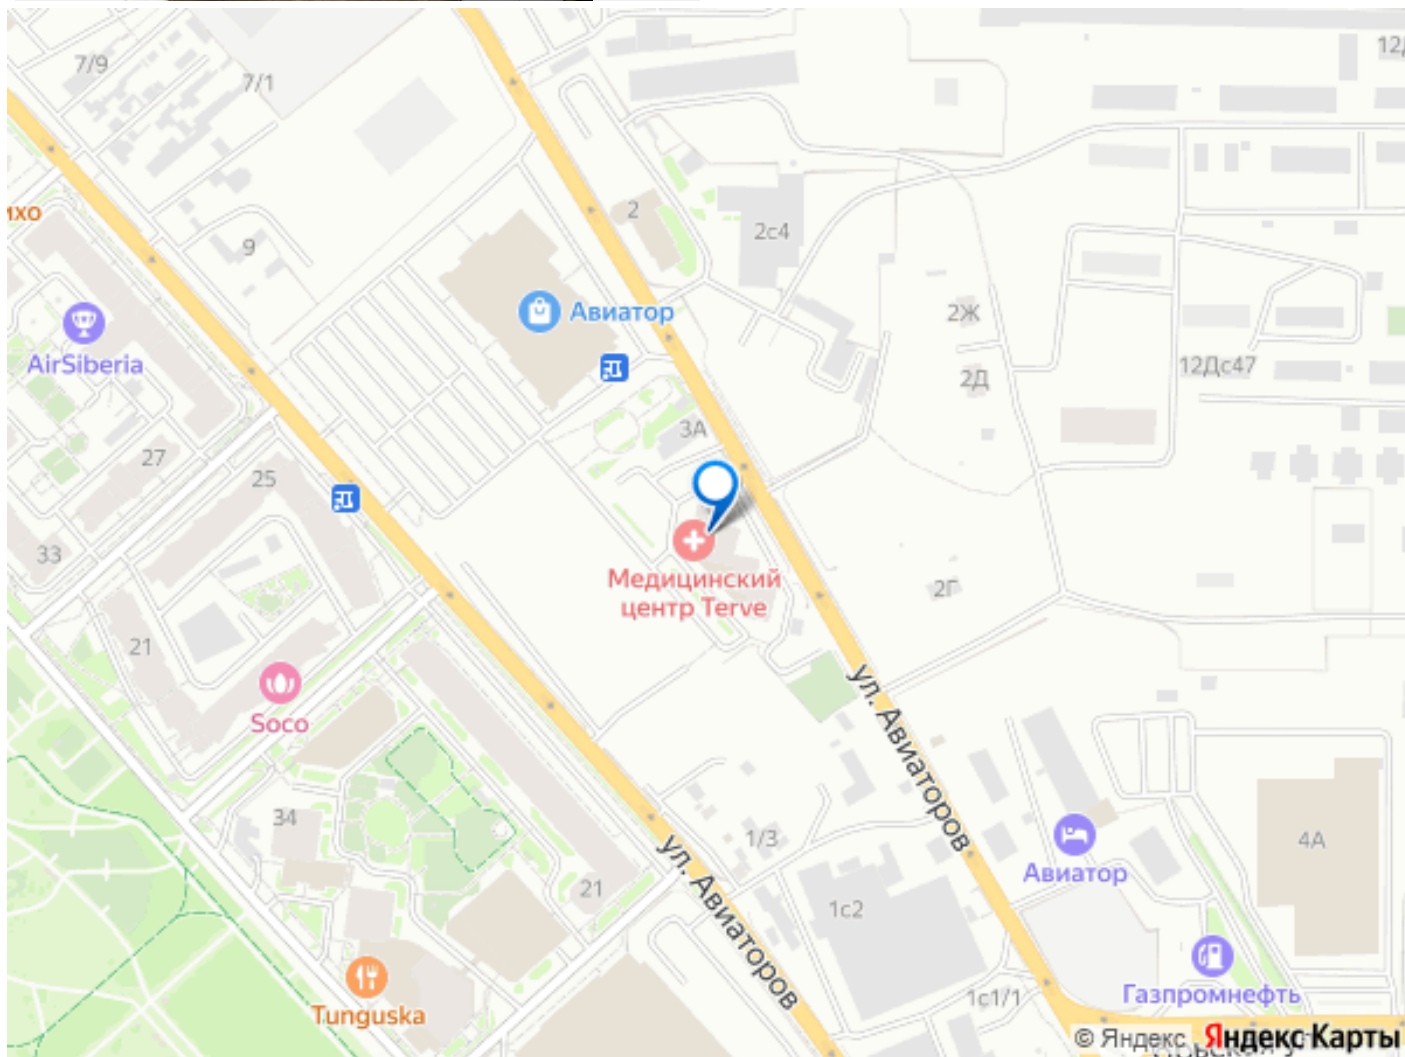 7/9
7/1
12Д
ихо
9
2
2с4
Авиатор
AirSiberia
2Ж
2Д
12Дс47
3А
27
25
33
Медицинский
центр Terve
2Г
21
Soco
ул. Авиаторов
34
1/3
21
ул. Авиаторов
1с2
Авиатор
4А
Tunguska
Газпромнефть
1с1/1
© Яндекс Яндекс Карты